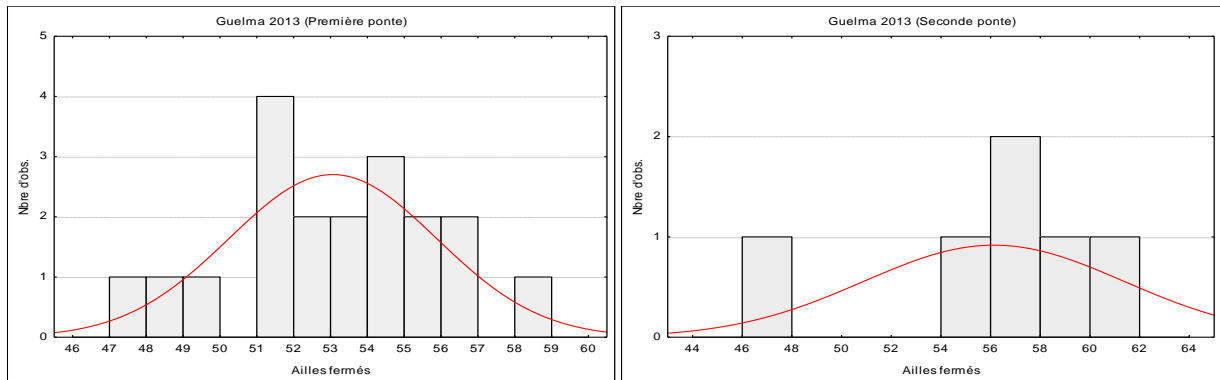 Guelma 2013 (Première ponte)
5
4
3
2
1
0
Nbre d'obs.
46 47 48 49 50 51 52 53 54 55 56 57 58 59 60
Ailles fermés
Guelma 2013 (Seconde ponte)
3
2
1
0
Nbre d'obs.
44 46 48 50 52 54 56 58 60 62 64
Ailles fermés